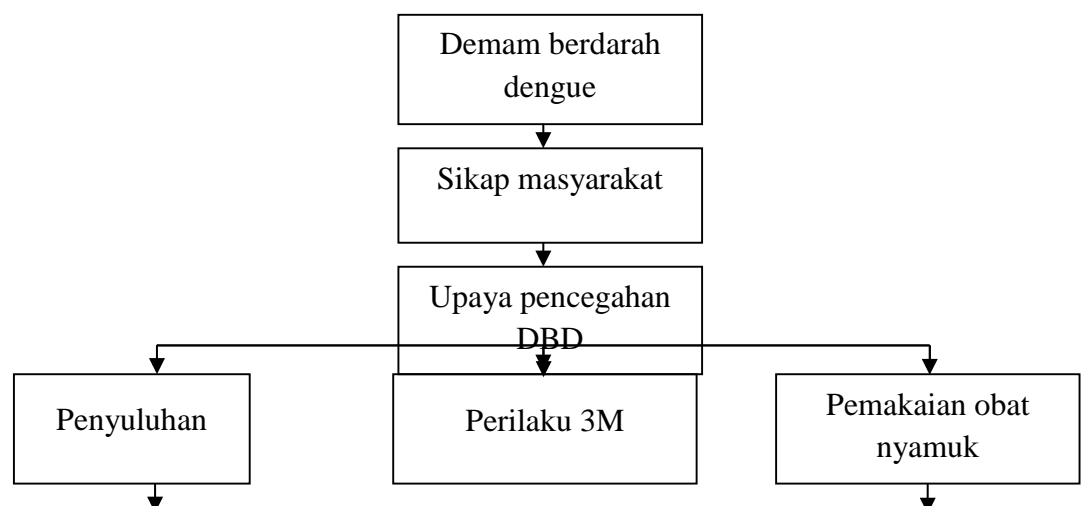 Demam berdarah
dengue
Sikap masyarakat
Upaya pencegahan
DBD
Penyuluhan
Perilaku 3M
Pemakaian obat
nyamuk